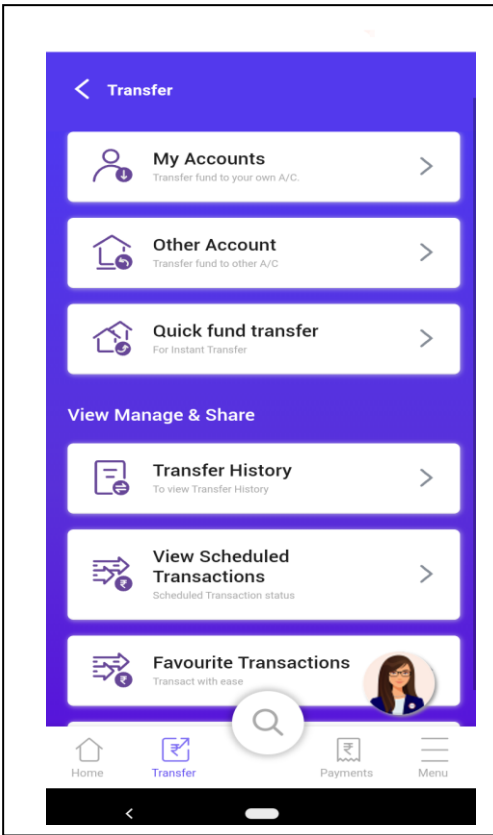 Transfer
My Accounts
Transfer fund to your own A/C.
Other Account
Transfer fund to other A/C
Quick fund transfer
For Instant Transfer
View Manage & Share
Transfer History
To view Transfer History
View Scheduled
Transactions
Scheduled Transaction status
Favourite Transactions
Transact with ease
Home
Transfer
Payments
Menu